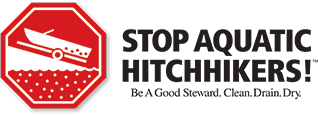 STOP AQUATIC
HITCHHIKERS!™
Be A Good Steward. Clean. Drain. Dry.